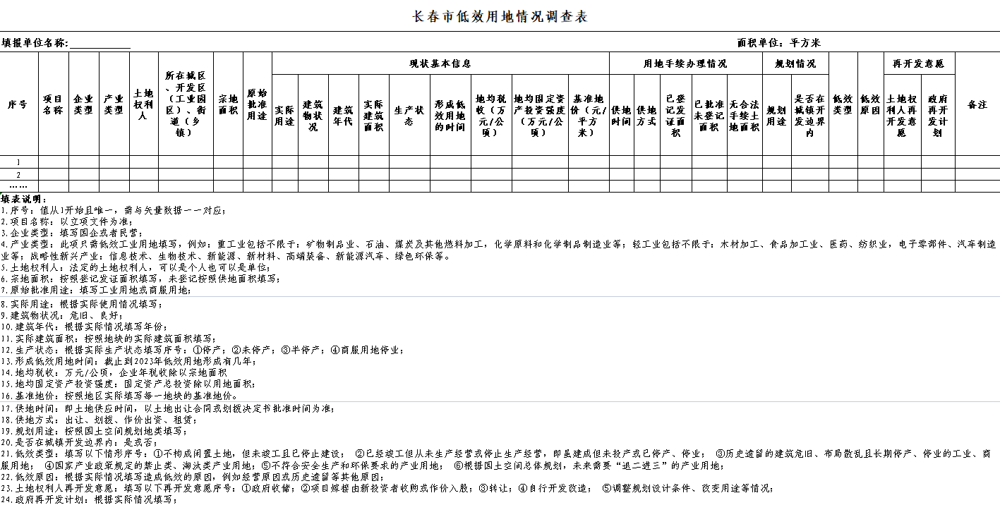 长春市低效用地情况调查表
填报单位名称: 面积单位：平方米
现状基本信息 用地手续办理情况 规划情况 再开发意愿
序号 项目名称 企业类型 产业类型 土地权利人 所在城区、开发区（工业园区）、街道（乡镇） 宗地面积 原始批准用途 实际用途 建筑物状况 建筑年代 实际建筑面积 生产状态 形成低效用地的时间 地均税收（万元/公顷） 地均固定资产投资强度（万元/公顷） 基准地价（元/平方米） 供地时间 供地方式 已登记发证面积 已批准未登记面积 无合法手续土地面积 规划用途 是否在城镇开发边界内 低效类型 低效原因 土地权利人再开发意愿 政府再开发计划 备注
1
2
……
填表说明：
1.序号：值从1开始且唯一，需与矢量数据一一对应；
2.项目名称：以立项文件为准；
3.企业类型：填写国企或者民营；
4.产业类型：此项只需低效工业用地填写，例如：重工业包括不限于：矿物制品业、石油、煤炭及其他燃料加工，化学原料和化学制品制造业等；轻工业包括不限于：木材加工、食品加工业、医药、纺织业，电子零部件、汽车制造
业等；战略性新兴产业：信息技术、生物技术、新能源、新材料、高端装备、新能源汽车、绿色环保等。
5.土地权利人：法定的土地权利人，可以是个人也可以是单位；
6.宗地面积：按照登记发证面积填写，未登记按照供地面积填写；
7.原始批准用途：填写工业用地或商服用地；
8.实际用途：根据实际使用情况填写；
9.建筑物状况：危旧、良好；
10.建筑年代：根据实际情况填写年份；
11.实际建筑面积：按照地块的实际建筑面积填写；
12.生产状态：根据实际生产状态填写序号：①停产；②未停产；③半停产；④商服用地停业；
13.形成低效用地时间：截止到2023年低效用地形成有几年；
14.地均税收：万元/公顷，企业年税收除以宗地面积
15.地均固定资产投资强度：固定资产总投资除以用地面积；
16.基准地价：按照地区实际填写每一地块的基准地价。
17.供地时间：即土地供应时间，以土地出让合同或划拨决定书批准时间为准；
18.供地方式：出让、划拨、作价出资、租赁；
19.规划用途：按照国土空间规划地类填写；
20.是否在城镇开发边界内：是或否；
21.低效类型：填写以下情形序号：①不构成闲置土地，但未竣工且已停止建设； ②已经竣工但从未生产经营或停止生产经营，即虽建成但未投产或已停产、停业； ③历史遗留的建筑危旧、布局散乱且长期停产、停业的工业、商
服用地； ④国家产业政策规定的禁止类、淘汰类产业用地；⑤不符合安全生产和环保要求的产业用地； ⑥根据国土空间总体规划，未来需要“退二进三”的产业用地；
22.低效原因：根据实际情况填写造成低效的原因，例如经营原因或历史遗留等其他原因；
23.土地权利人再开发意愿：填写以下再开发意愿序号：①政府收储；②项目嫁接由新投资者收购或作价入股；③转让；④自行开发改造； ⑤调整规划设计条件、改变用途等情况；
24.政府再开发计划：根据实际情况填写；